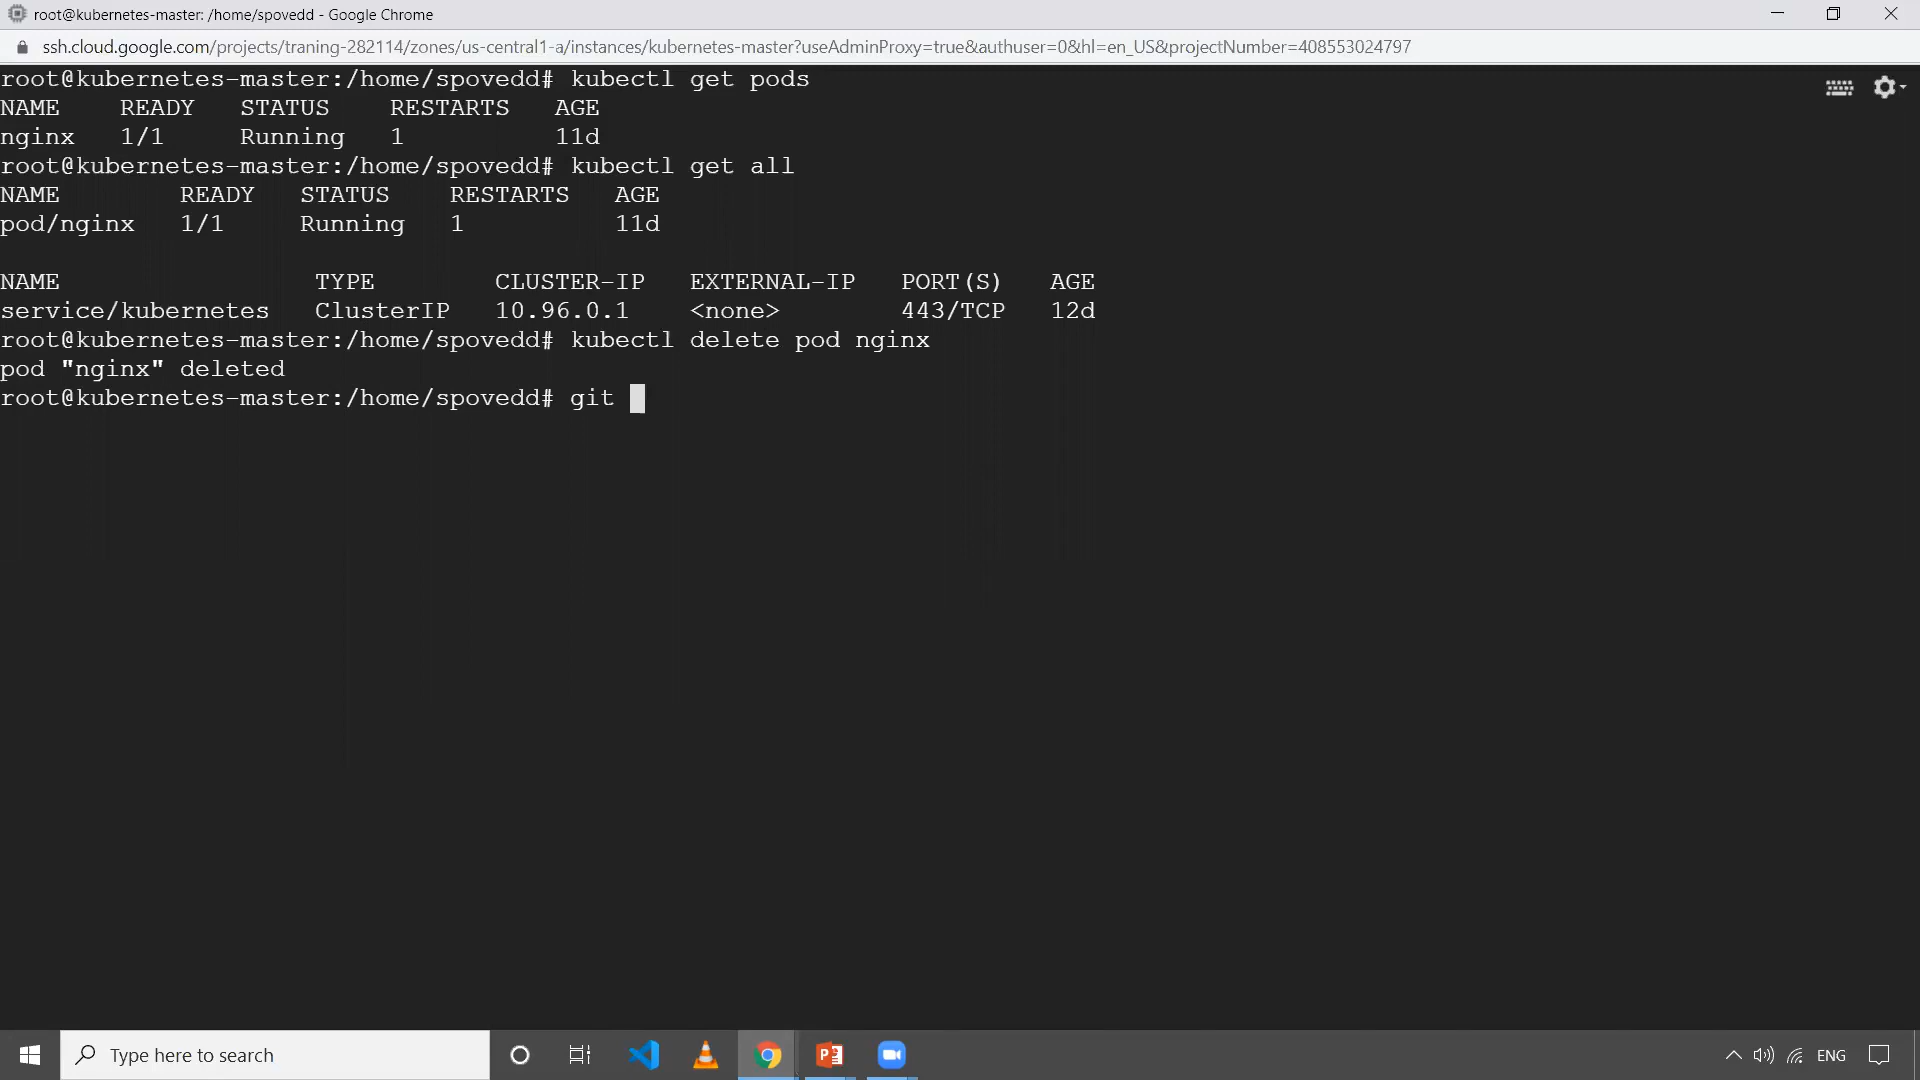 root@kubernetes-master: /home/spovedd - Google Chrome
ssh.cloud.google.com/projects/traning-282114/zones/us-central1-a/instances/kubernetes-master?useAdminProxy=true&authuser=0&hl=en_US&projectNumber=408553024797
root@kubernetes-master:/home/spovedd# kubectl get pods
NAME    READY   STATUS    RESTARTS   AGE
nginx   1/1     Running   1          11d
root@kubernetes-master:/home/spovedd# kubectl get all
NAME        READY   STATUS    RESTARTS   AGE
pod/nginx   1/1     Running   1          11d
NAME                 TYPE        CLUSTER-IP   EXTERNAL-IP   PORT(S)   AGE
service/kubernetes   ClusterIP   10.96.0.1    <none>        443/TCP   12d
root@kubernetes-master:/home/spovedd# kubectl delete pod nginx
pod "nginx" deleted
root@kubernetes-master:/home/spovedd# git
Type here to search
ENG